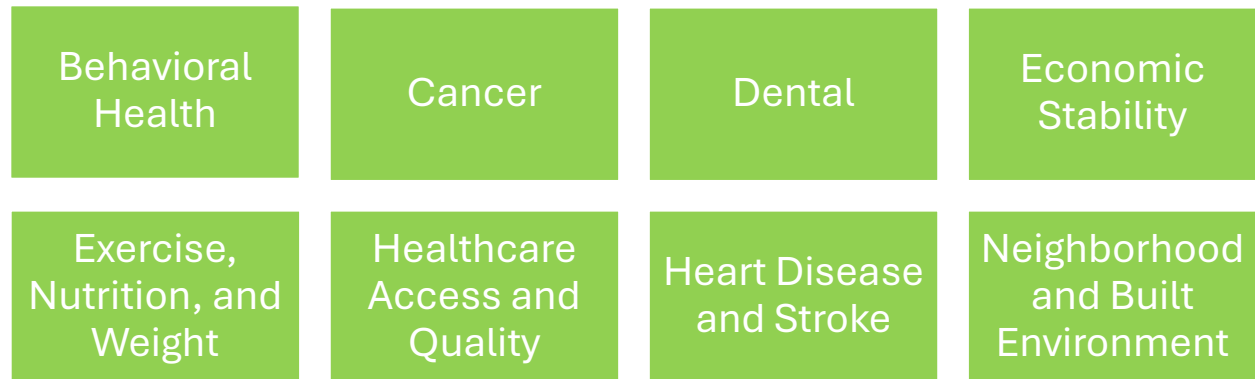 Behavioral
Health
Cancer
Dental
Economic
Stability
Exercise,
Nutrition, and
Weight
Healthcare
Access and
Quality
Heart Disease
and Stroke
Neighborhood
and Built
Environment